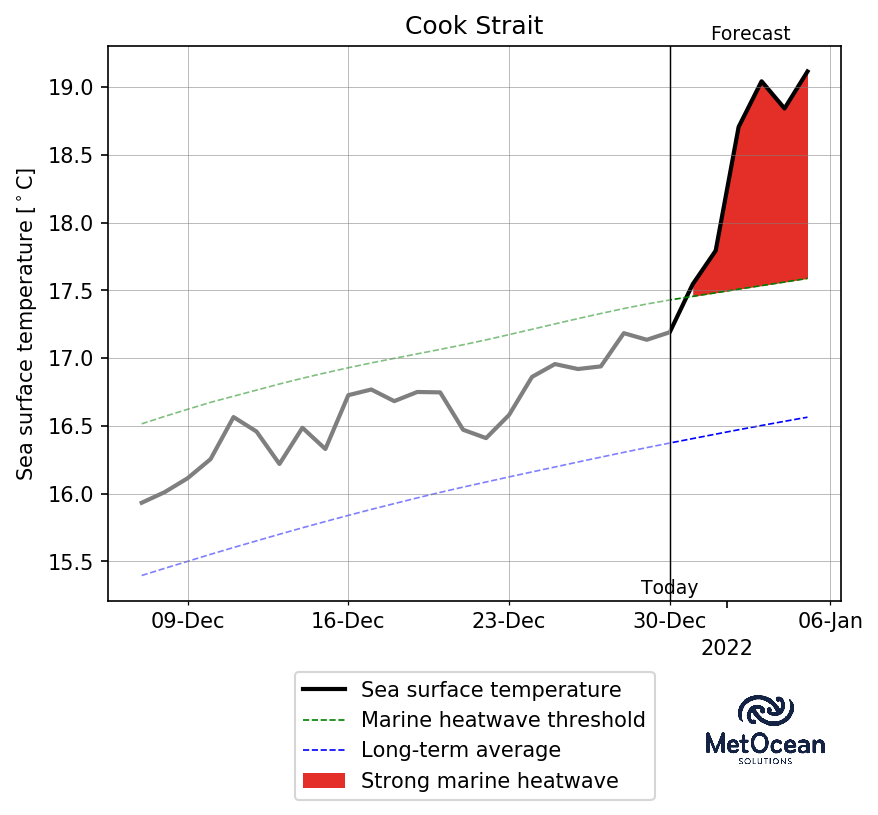 Cook Strait
Forecast
Sea surface temperature [°C]
19.0
18.5
18.0
17.5
17.0
16.5
16.0
15.5
Today
09-Dec 16-Dec 23-Dec 30-Dec 06-Jan
2022
Sea surface temperature
Marine heatwave threshold
Long-term average
Strong marine heatwave
MetOcean
SOLUTIONS